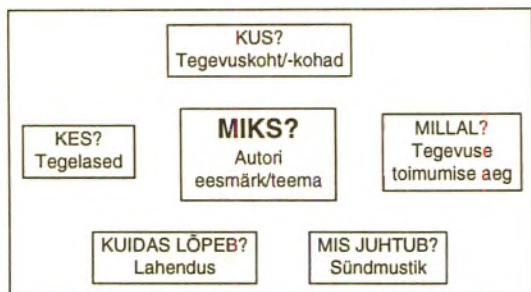 KUS?
Tegevuskoht/-kohad
KES?
Tegelased
MIKS?
Autori
eesmärk/teema
MILLAL?
Tegevuse
toimumise aeg
KUIDAS LÕPEB?
Lahendus
MIS JUHTUB?
Sündmustik